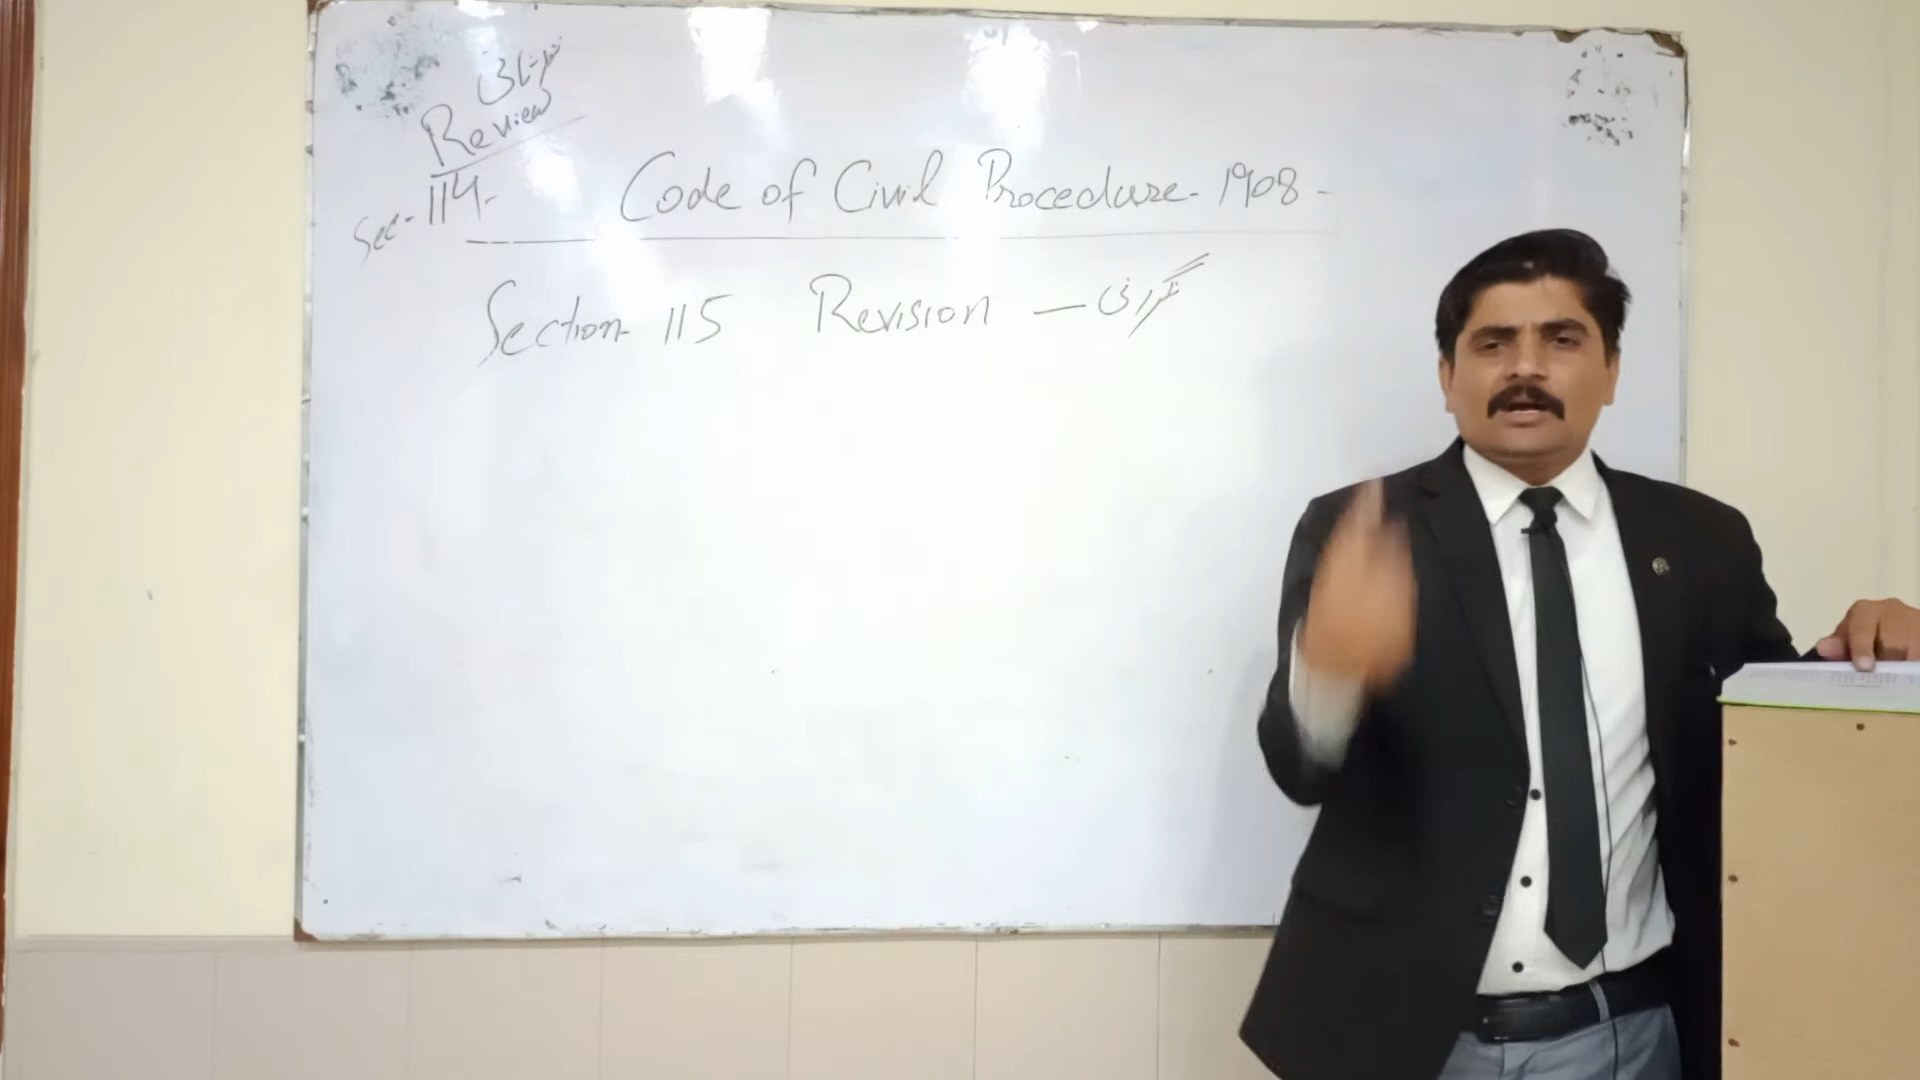 نظرثانی
Review
Sec- 114-
Code of Civil Procedure- 1908-
Section- 115 Revision — نگرانی